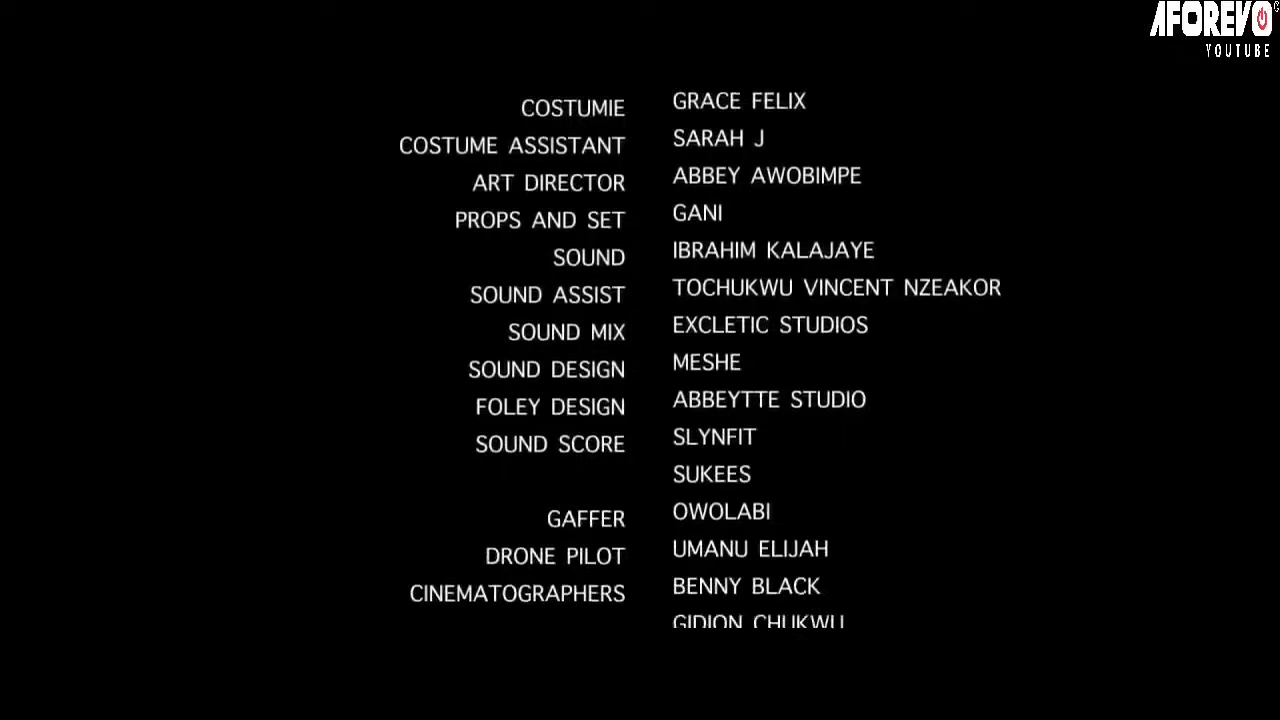 AFOREVO
YOUTUBE
COSTUMIE GRACE FELIX
COSTUME ASSISTANT SARAH J
ART DIRECTOR ABBEY AWOBIMPE
PROPS AND SET GANI
SOUND IBRAHIM KALAJAYE
SOUND ASSIST TOCHUKWU VINCENT NZEAKOR
SOUND MIX EXCLETIC STUDIOS
SOUND DESIGN MESHE
FOLEY DESIGN ABBEYTTE STUDIO
SOUND SCORE SLYNFIT
SUKEES
GAFFER OWOLABI
DRONE PILOT UMANU ELIJAH
CINEMATOGRAPHERS BENNY BLACK
GIDION CHUKWU